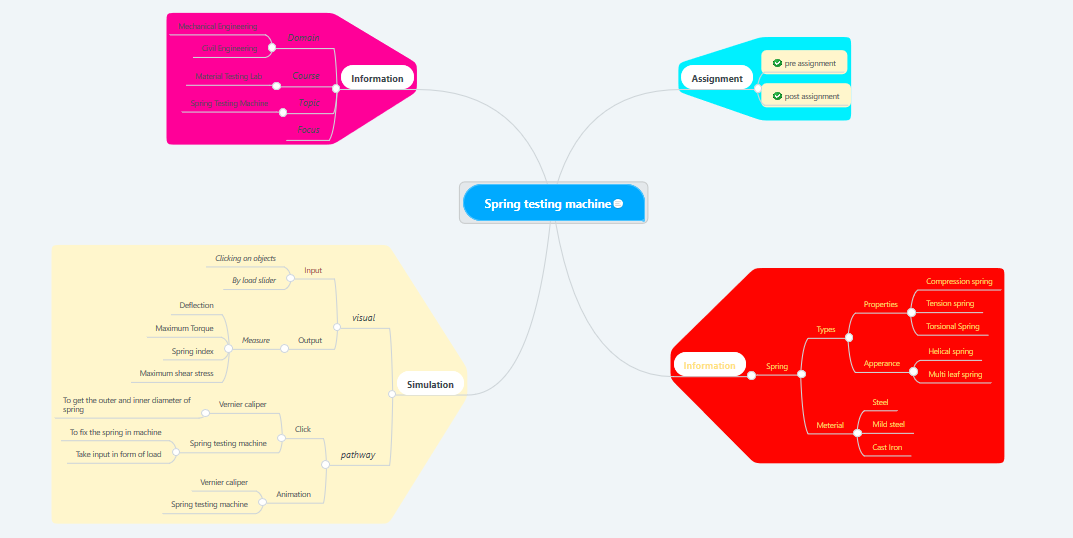 Mechanical Engineering
Civil Engineering
Domain
Material Testing Lab
Course
Spring Testing Machine
Topic
Focus
Information
Assignment
pre assignment
post assignment
Spring testing machine
Clicking on objects
By load slider
Input
Deflection
Maximum Torque
Spring index
Maximum shear stress
Measure
Output
visual
Simulation
To get the outer and inner diameter of
spring
Vernier caliper
To fix the spring in machine
Take input in form of load
Spring testing machine
Click
Vernier caliper
Spring testing machine
Animation
pathway
Information
Spring
Types
Properties
Compression spring
Tension spring
Torsional Spring
Apperance
Helical spring
Multi leaf spring
Meterial
Steel
Mild steel
Cast Iron